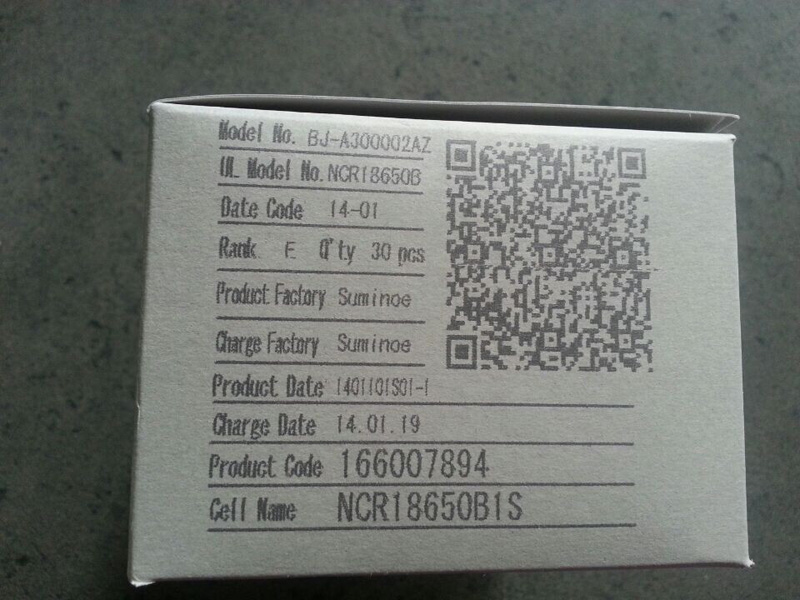 Model No. BJ-A300002AZ
UL Model No. NCR18650B
Date Code 14-01
Rank E Q'ty 30 pcs
Product Factory Suminoe
Charge Factory Suminoe
Product Date 1401101S01-1
Charge Date 14.01.19
Product Code 166007894
Cell Name NCR18650B1S